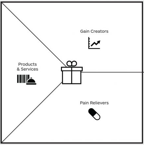 Gain Creators
Products
& Services
Pain Relievers